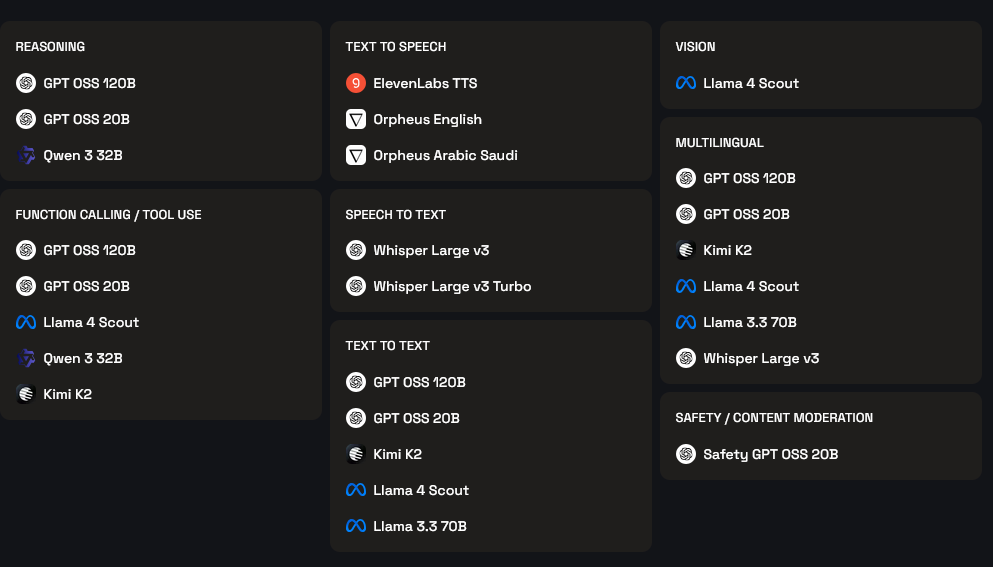 REASONING
GPT OSS 120B
GPT OSS 20B
Qwen 3 32B
FUNCTION CALLING / TOOL USE
GPT OSS 120B
GPT OSS 20B
Llama 4 Scout
Qwen 3 32B
Kimi K2
TEXT TO SPEECH
9
ElevenLabs TTS
Orpheus English
Orpheus Arabic Saudi
SPEECH TO TEXT
Whisper Large v3
Whisper Large v3 Turbo
TEXT TO TEXT
GPT OSS 120B
GPT OSS 20B
Kimi K2
Llama 4 Scout
Llama 3.3 70B
VISION
Llama 4 Scout
MULTILINGUAL
GPT OSS 120B
GPT OSS 20B
Kimi K2
Llama 4 Scout
Llama 3.3 70B
Whisper Large v3
SAFETY / CONTENT MODERATION
Safety GPT OSS 20B